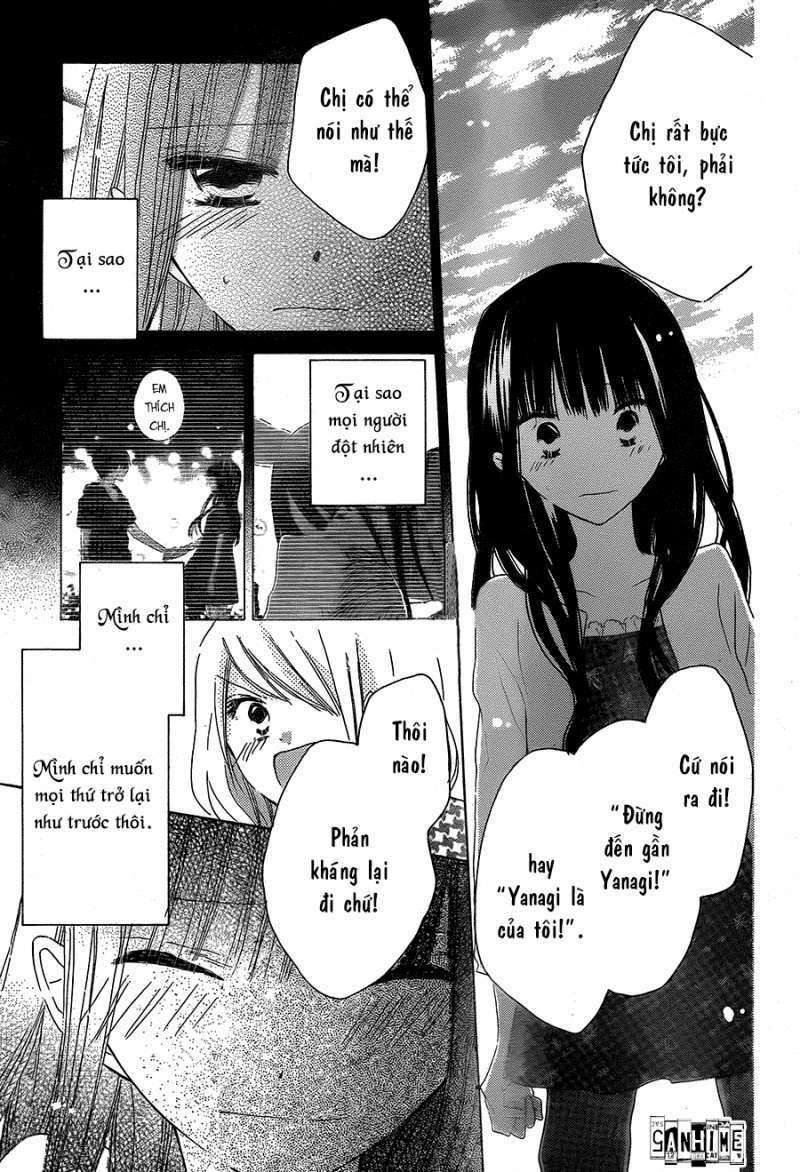 Chị rất bực
tức tôi, phải
không?
Cứ nói
ra đi!
"Đừng
đến gần
Yanagi!"
hay
"Yanagi là
của tôi!".
Chị có thể
nói như thế
mà!
Tại sao
...
Tại sao
mọi người
đột nhiên
...
EM
THÍCH
CHỊ.
Mình chỉ
...
Thôi
nào!
Phản
kháng lại
đi chứ!
Mình chỉ muốn
mọi thứ trở lại
như trước thôi.
SANHIME